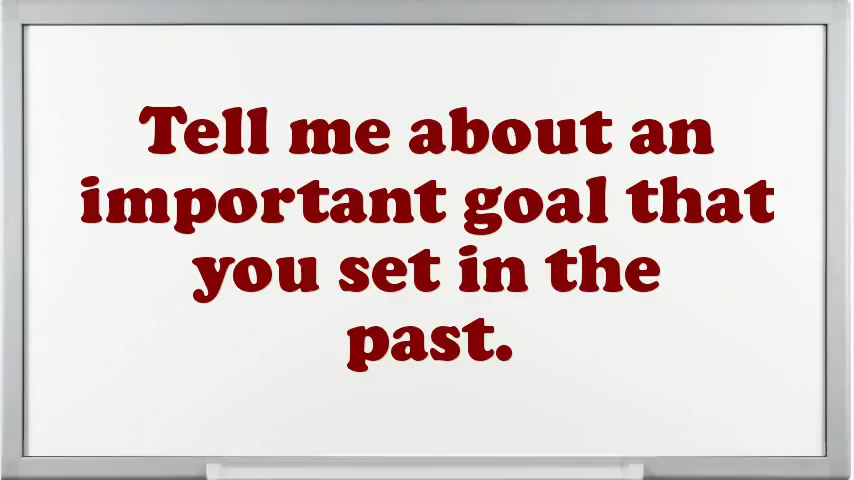 Tell me about an
important goal that
you set in the
past.